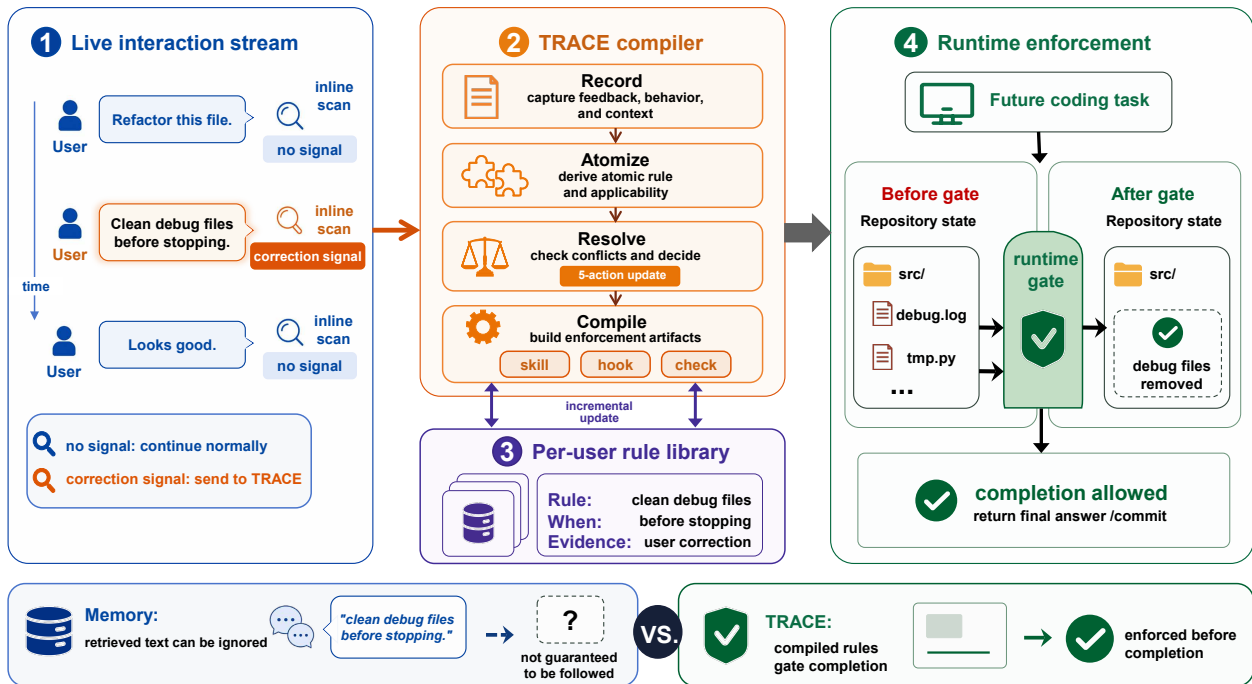 1 Live interaction stream
inline
scan
Refactor this file.
User
no signal
Clean debug files
before stopping.
inline
scan
User
correction signal
time
Looks good.
inline
scan
User
no signal
no signal: continue normally
correction signal: send to TRACE
2 TRACE compiler
Record
capture feedback, behavior,
and context
Atomize
derive atomic rule
and applicability
Resolve
check conflicts and decide
5-action update
Compile
build enforcement artifacts
skill hook check
incremental
update
3 Per-user rule library
Rule: clean debug files
When: before stopping
Evidence: user correction
4 Runtime enforcement
Future coding task
Before gate
Repository state
src/
debug.log
tmp.py
...
runtime
gate
After gate
Repository state
src/
debug files
removed
completion allowed
return final answer /commit
Memory:
retrieved text can be ignored
"clean debug files
before stopping."
?
not guaranteed
to be followed
VS.
TRACE:
compiled rules
gate completion
enforced before
completion